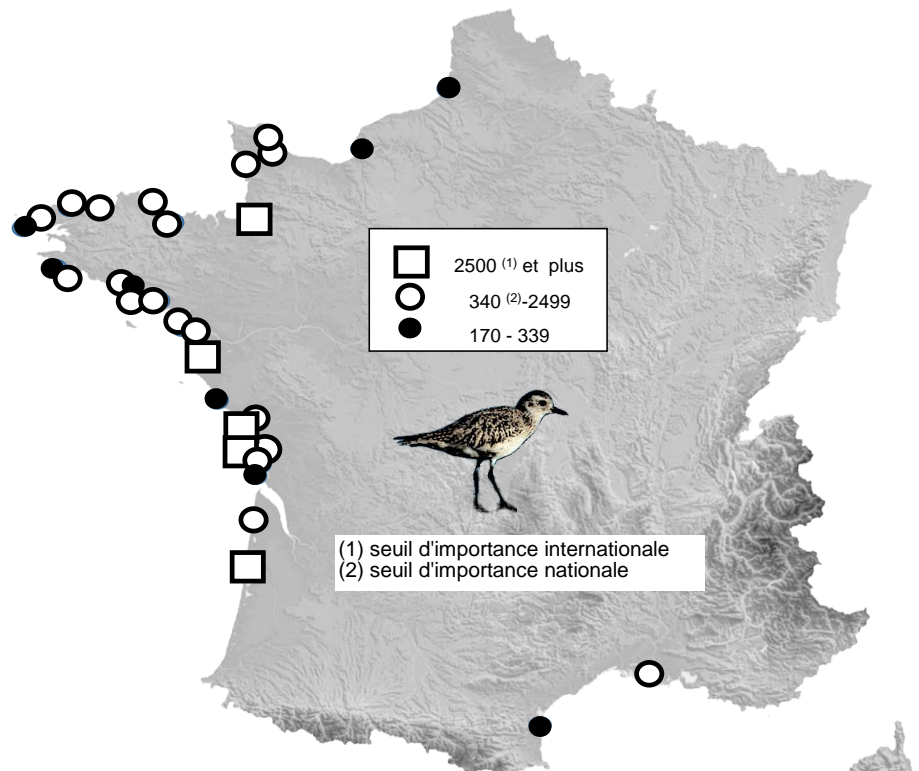 2500 (1) et plus
340 (2)-2499
170 - 339
(1) seuil d'importance internationale
(2) seuil d'importance nationale